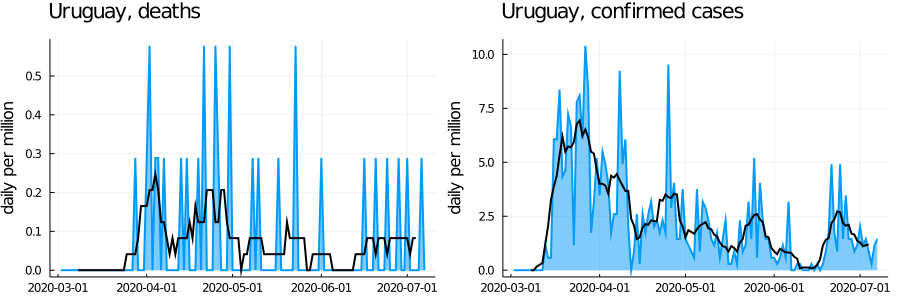 Uruguay, deaths
daily per million
0.5
0.4
0.3
0.2
0.1
0.0
2020-03-01 2020-04-01 2020-05-01 2020-06-01 2020-07-01
Uruguay, confirmed cases
daily per million
10.0
7.5
5.0
2.5
0.0
2020-03-01 2020-04-01 2020-05-01 2020-06-01 2020-07-01